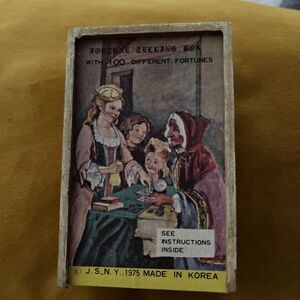 FORTUNE TELLING BOX
WITH 100 DIFFERENT FORTUNES
SEE
INSTRUCTIONS
INSIDE
© J.S.N.Y., 1975 MADE IN KOREA